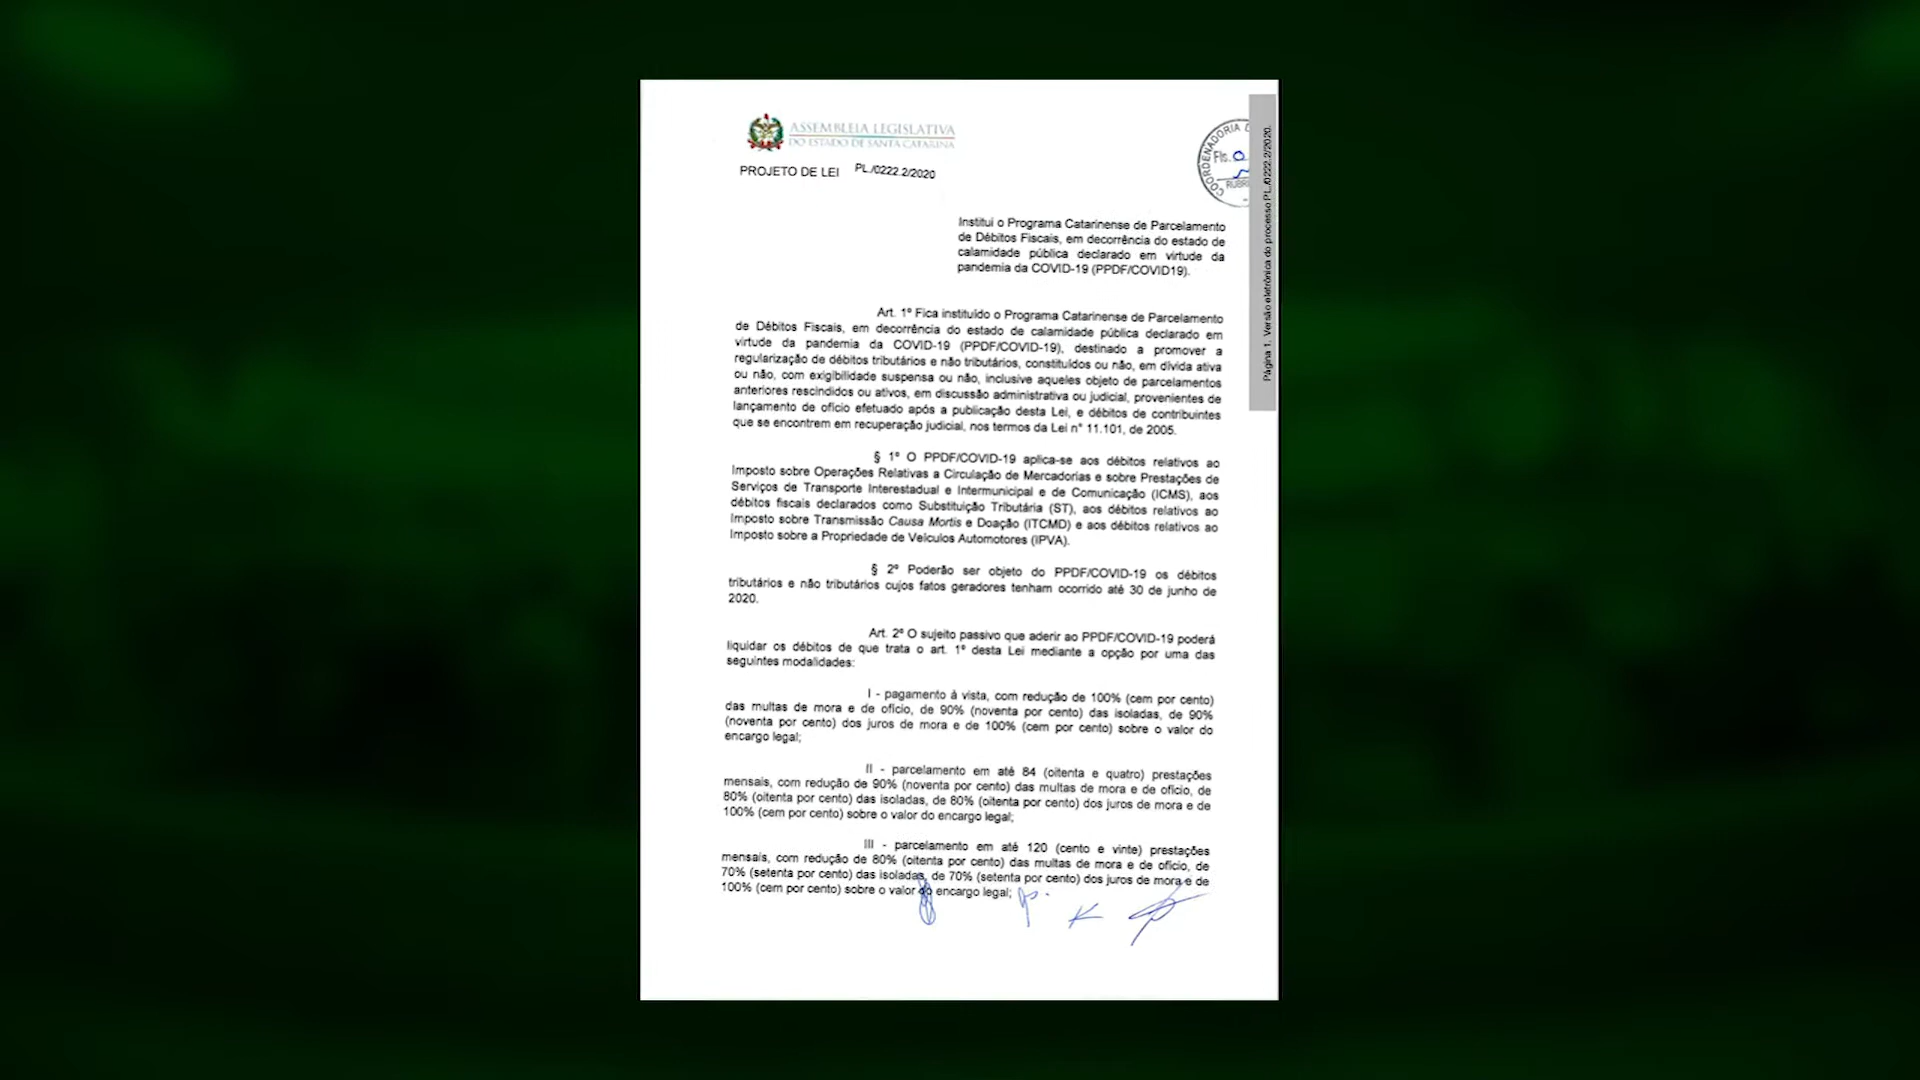 ASSEMBLEIA LEGISLATIVA
DO ESTADO DE SANTA CATARINA
PROJETO DE LEI PL./0222.2/2020
COORDENADORIA
Fls.
Página 1. Versão eletrônica do processo PL./0222.2/2020.
Institui o Programa Catarinense de Parcelamento
de Débitos Fiscais, em decorrência do estado de
calamidade pública declarado em virtude da
pandemia da COVID-19 (PPDF/COVID19).
Art. 1º Fica instituído o Programa Catarinense de Parcelamento
de Débitos Fiscais, em decorrência do estado de calamidade pública declarado em
virtude da pandemia da COVID-19 (PPDF/COVID-19), destinado a promover a
regularização de débitos tributários e não tributários, constituídos ou não, em dívida ativa
ou não, com exigibilidade suspensa ou não, inclusive aqueles objeto de parcelamentos
anteriores rescindidos ou ativos, em discussão administrativa ou judicial, provenientes de
lançamento de ofício efetuado após a publicação desta Lei, e débitos de contribuintes
que se encontrem em recuperação judicial, nos termos da Lei n° 11.101, de 2005.
§ 1º O PPDF/COVID-19 aplica-se aos débitos relativos ao
Imposto sobre Operações Relativas a Circulação de Mercadorias e sobre Prestações de
Serviços de Transporte Interestadual e Intermunicipal e de Comunicação (ICMS), aos
débitos fiscais declarados como Substituição Tributária (ST), aos débitos relativos ao
Imposto sobre Transmissão Causa Mortis e Doação (ITCMD) e aos débitos relativos ao
Imposto sobre a Propriedade de Veículos Automotores (IPVA).
§ 2º Poderão ser objeto do PPDF/COVID-19 os débitos
tributários e não tributários cujos fatos geradores tenham ocorrido até 30 de junho de
2020.
Art. 2º O sujeito passivo que aderir ao PPDF/COVID-19 poderá
liquidar os débitos de que trata o art. 1º desta Lei mediante a opção por uma das
seguintes modalidades:
I - pagamento à vista, com redução de 100% (cem por cento)
das multas de mora e de ofício, de 90% (noventa por cento) das isoladas, de 90%
(noventa por cento) dos juros de mora e de 100% (cem por cento) sobre o valor do
encargo legal;
II - parcelamento em até 84 (oitenta e quatro) prestações
mensais, com redução de 90% (noventa por cento) das multas de mora e de ofício, de
80% (oitenta por cento) das isoladas, de 80% (oitenta por cento) dos juros de mora e de
100% (cem por cento) sobre o valor do encargo legal;
III - parcelamento em até 120 (cento e vinte) prestações
mensais, com redução de 80% (oitenta por cento) das multas de mora e de ofício, de
70% (setenta por cento) das isoladas, de 70% (setenta por cento) dos juros de mora e de
100% (cem por cento) sobre o valor do encargo legal;